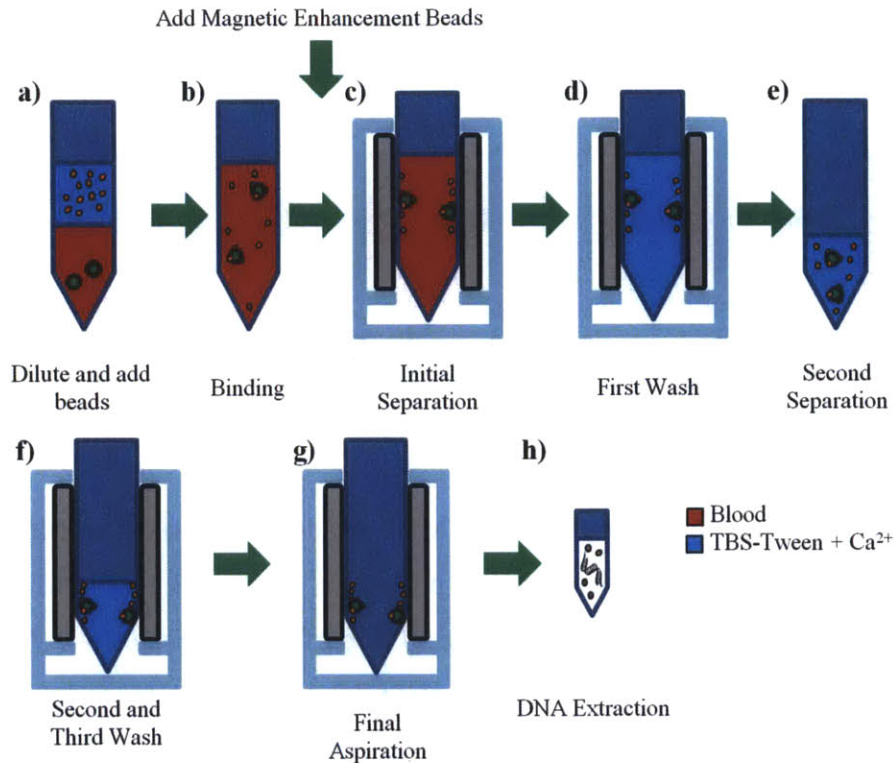 Add Magnetic Enhancement Beads
a)
b)
c)
d)
e)
Dilute and add
beads
Binding
Initial
Separation
First Wash
Second
Separation
f)
g)
h)
Blood
TBS-Tween + Ca²⁺
Second and
Third Wash
Final
Aspiration
DNA Extraction